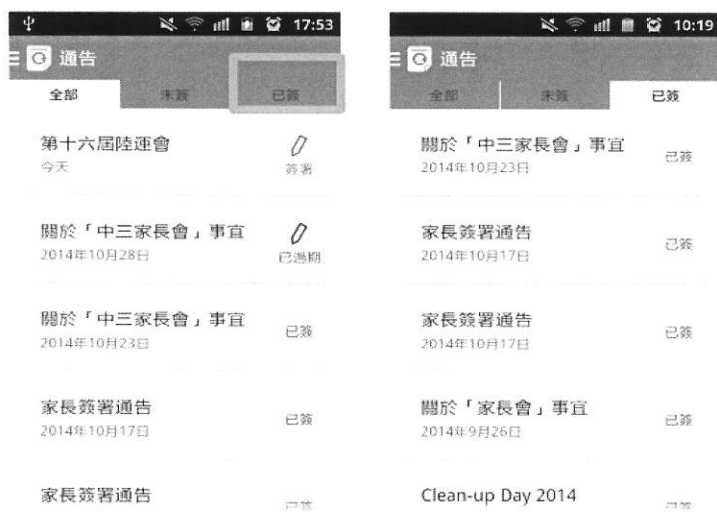 17:53
通告
全部
未簽
已簽
第十六屆陸運會
今天
簽署
關於「中三家長會」事宜
2014年10月28日
已過期
關於「中三家長會」事宜
2014年10月23日
已簽
家長簽署通告
2014年10月17日
已簽
家長簽署通告
已簽
10:19
通告
全部
未簽
已簽
關於「中三家長會」事宜
2014年10月23日
已簽
家長簽署通告
2014年10月17日
已簽
家長簽署通告
2014年10月17日
已簽
關於「家長會」事宜
2014年9月26日
已簽
Clean-up Day 2014
已簽